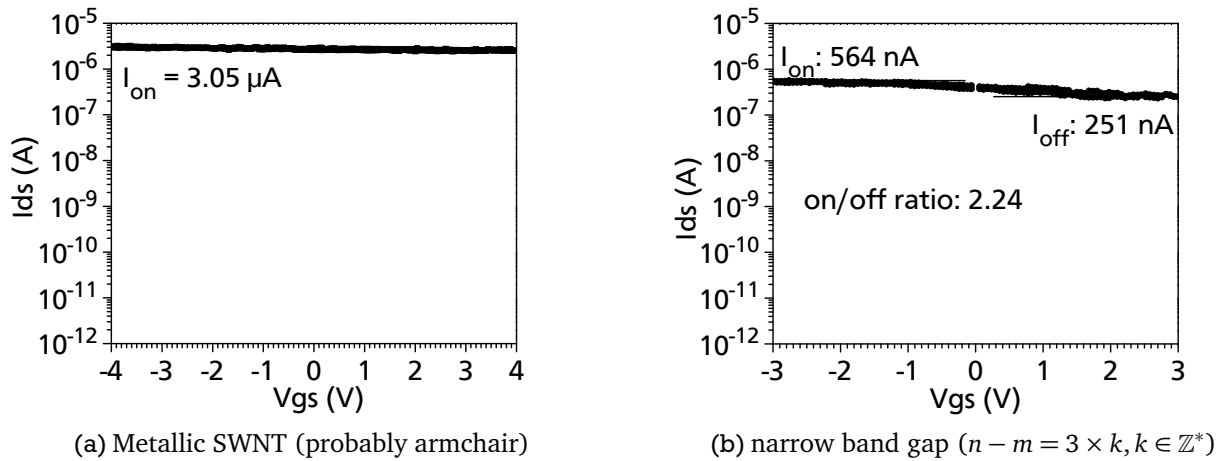 10⁻⁵
10⁻⁶
10⁻⁷
10⁻⁸
10⁻⁹
10⁻¹⁰
10⁻¹¹
10⁻¹²
Ids (A)
I_on = 3.05 µA
-4 -3 -2 -1 0 1 2 3 4
Vgs (V)
(a) Metallic SWNT (probably armchair)
10⁻⁵
10⁻⁶
10⁻⁷
10⁻⁸
10⁻⁹
10⁻¹⁰
10⁻¹¹
10⁻¹²
Ids (A)
I_on: 564 nA
I_off: 251 nA
on/off ratio: 2.24
-3 -2 -1 0 1 2 3
Vgs (V)
(b) narrow band gap (n − m = 3 × k, k ∈ ℤ*)